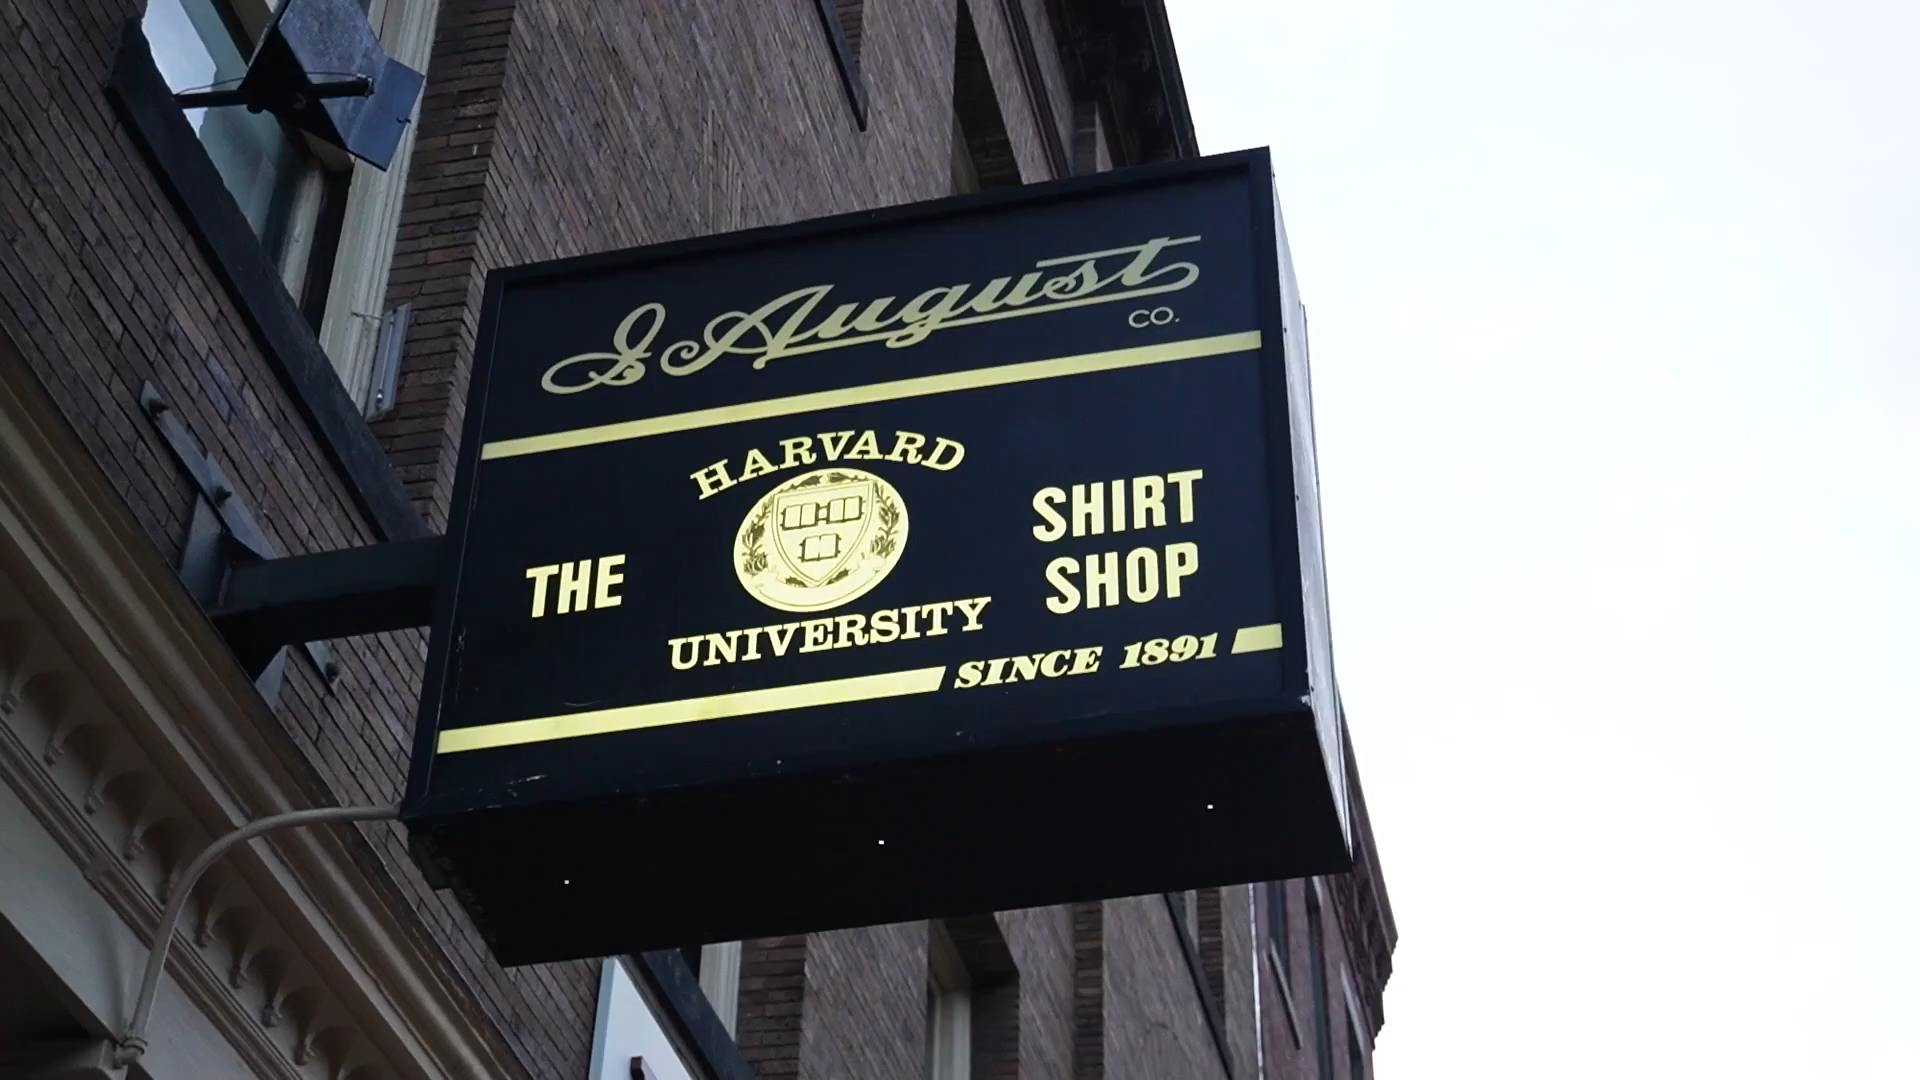 J. August
CO.
HARVARD
THE
UNIVERSITY
SHIRT
SHOP
SINCE 1891